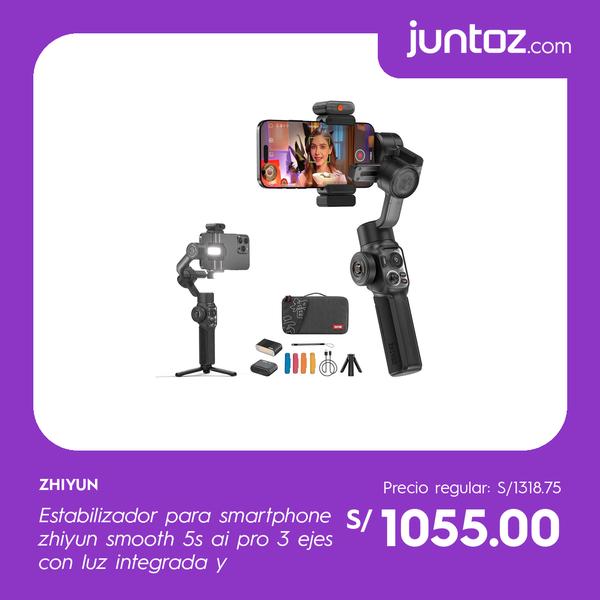 juntoz.com
ZHIYUN
Estabilizador para smartphone
zhiyun smooth 5s ai pro 3 ejes
con luz integrada y
Precio regular: S/1318.75
S/ 1055.00